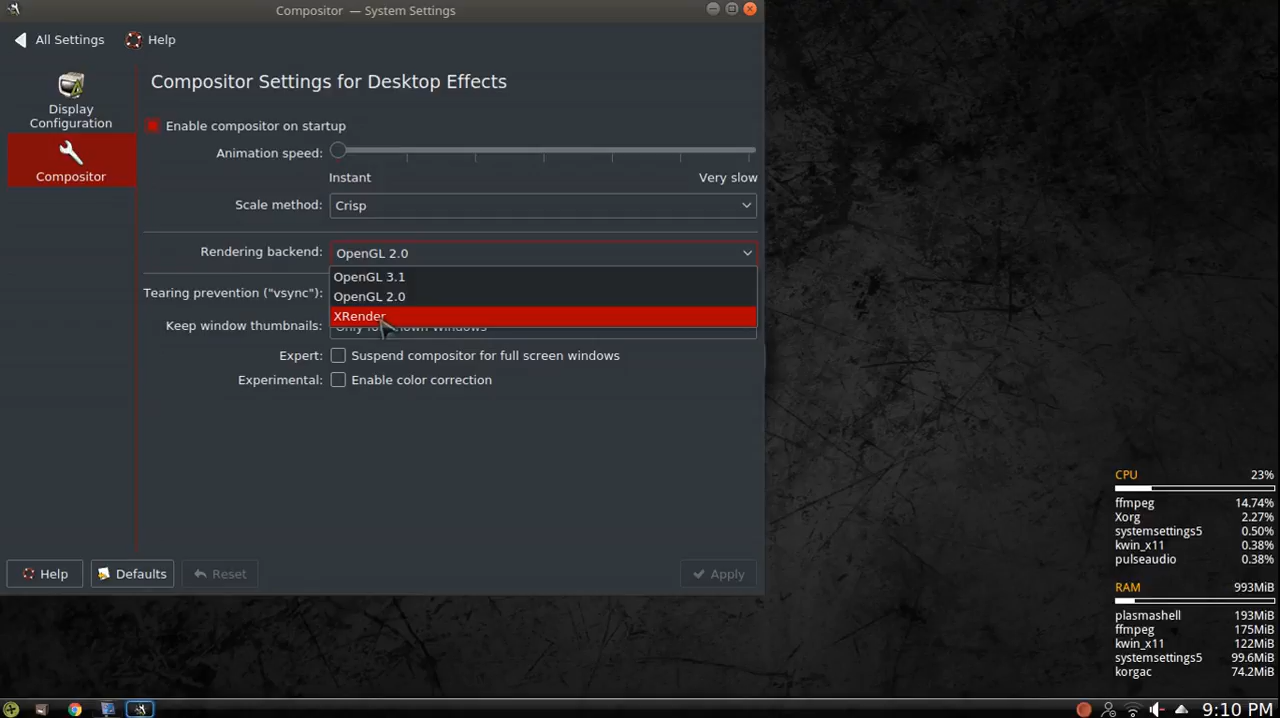 Compositor — System Settings
All Settings
Help
Display
Configuration
Compositor
Compositor Settings for Desktop Effects
Enable compositor on startup
Animation speed:
Instant
Very slow
Scale method:
Crisp
Rendering backend:
OpenGL 2.0
OpenGL 3.1
OpenGL 2.0
XRender
Tearing prevention ("vsync"):
Keep window thumbnails:
Only for Shown Windows
Expert:
Suspend compositor for full screen windows
Experimental:
Enable color correction
Help
Defaults
Reset
Apply
CPU 23%
ffmpeg 14.74%
Xorg 2.27%
systemsettings5 0.50%
kwin_x11 0.38%
pulseaudio 0.38%
RAM 993MiB
plasmashell 193MiB
ffmpeg 175MiB
kwin_x11 122MiB
systemsettings5 99.6MiB
korgac 74.2MiB
9:10 PM